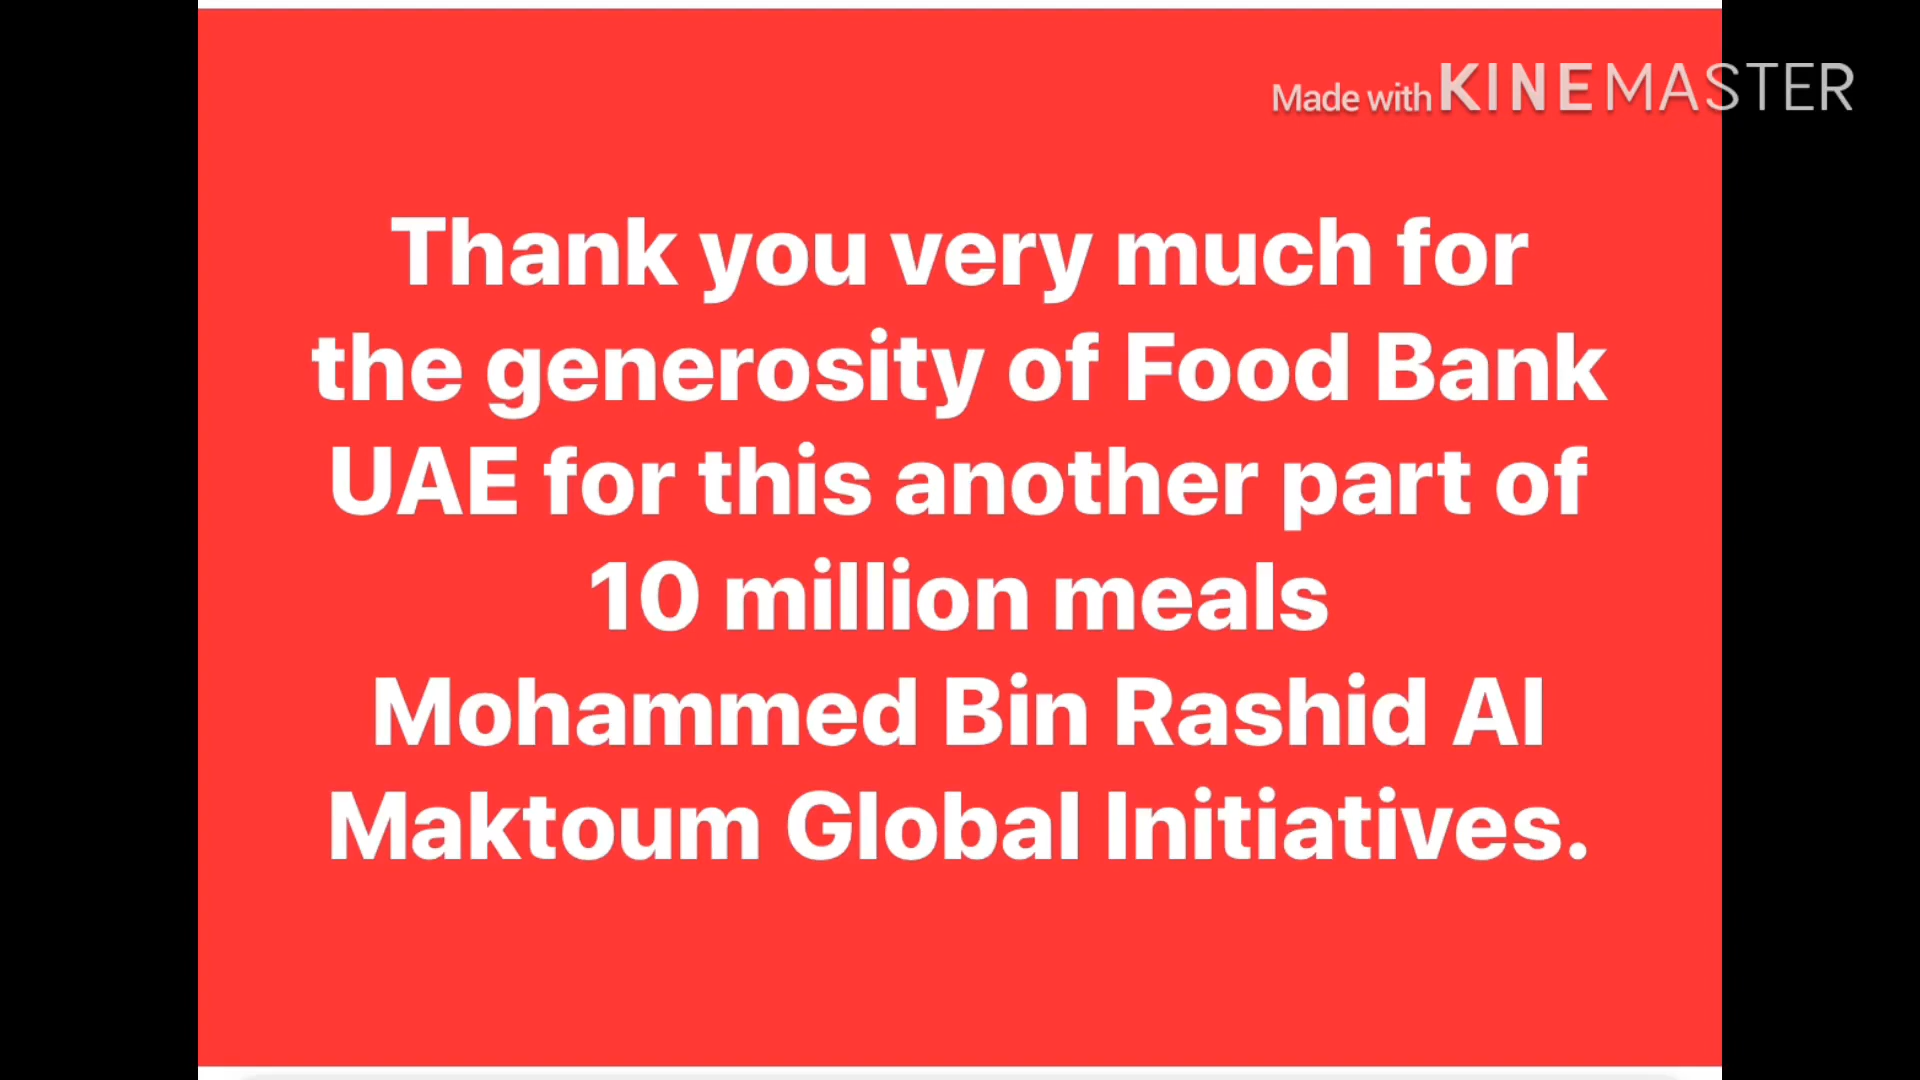 Made with KINEMASTER
Thank you very much for
the generosity of Food Bank
UAE for this another part of
10 million meals
Mohammed Bin Rashid Al
Maktoum Global Initiatives.